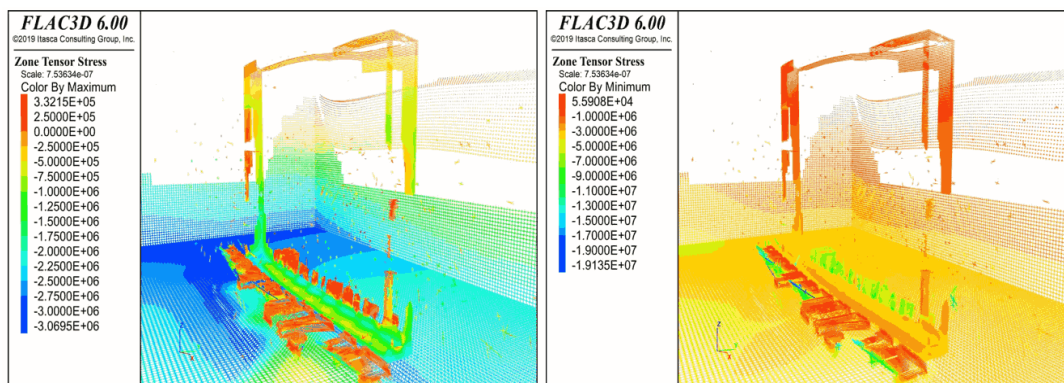 FLAC3D 6.00
©2019 Itasca Consulting Group, Inc.
Zone Tensor Stress
Scale: 7.53634e-07
Color By Maximum
3.3215E+05
2.5000E+05
0.0000E+00
-2.5000E+05
-5.0000E+05
-7.5000E+05
-1.0000E+06
-1.2500E+06
-1.5000E+06
-1.7500E+06
-2.0000E+06
-2.2500E+06
-2.5000E+06
-2.7500E+06
-3.0000E+06
-3.0695E+06
Z
X
FLAC3D 6.00
©2019 Itasca Consulting Group, Inc.
Zone Tensor Stress
Scale: 7.53634e-07
Color By Minimum
5.5908E+04
-1.0000E+06
-3.0000E+06
-5.0000E+06
-7.0000E+06
-9.0000E+06
-1.1000E+07
-1.3000E+07
-1.5000E+07
-1.7000E+07
-1.9000E+07
-1.9135E+07
Z
X